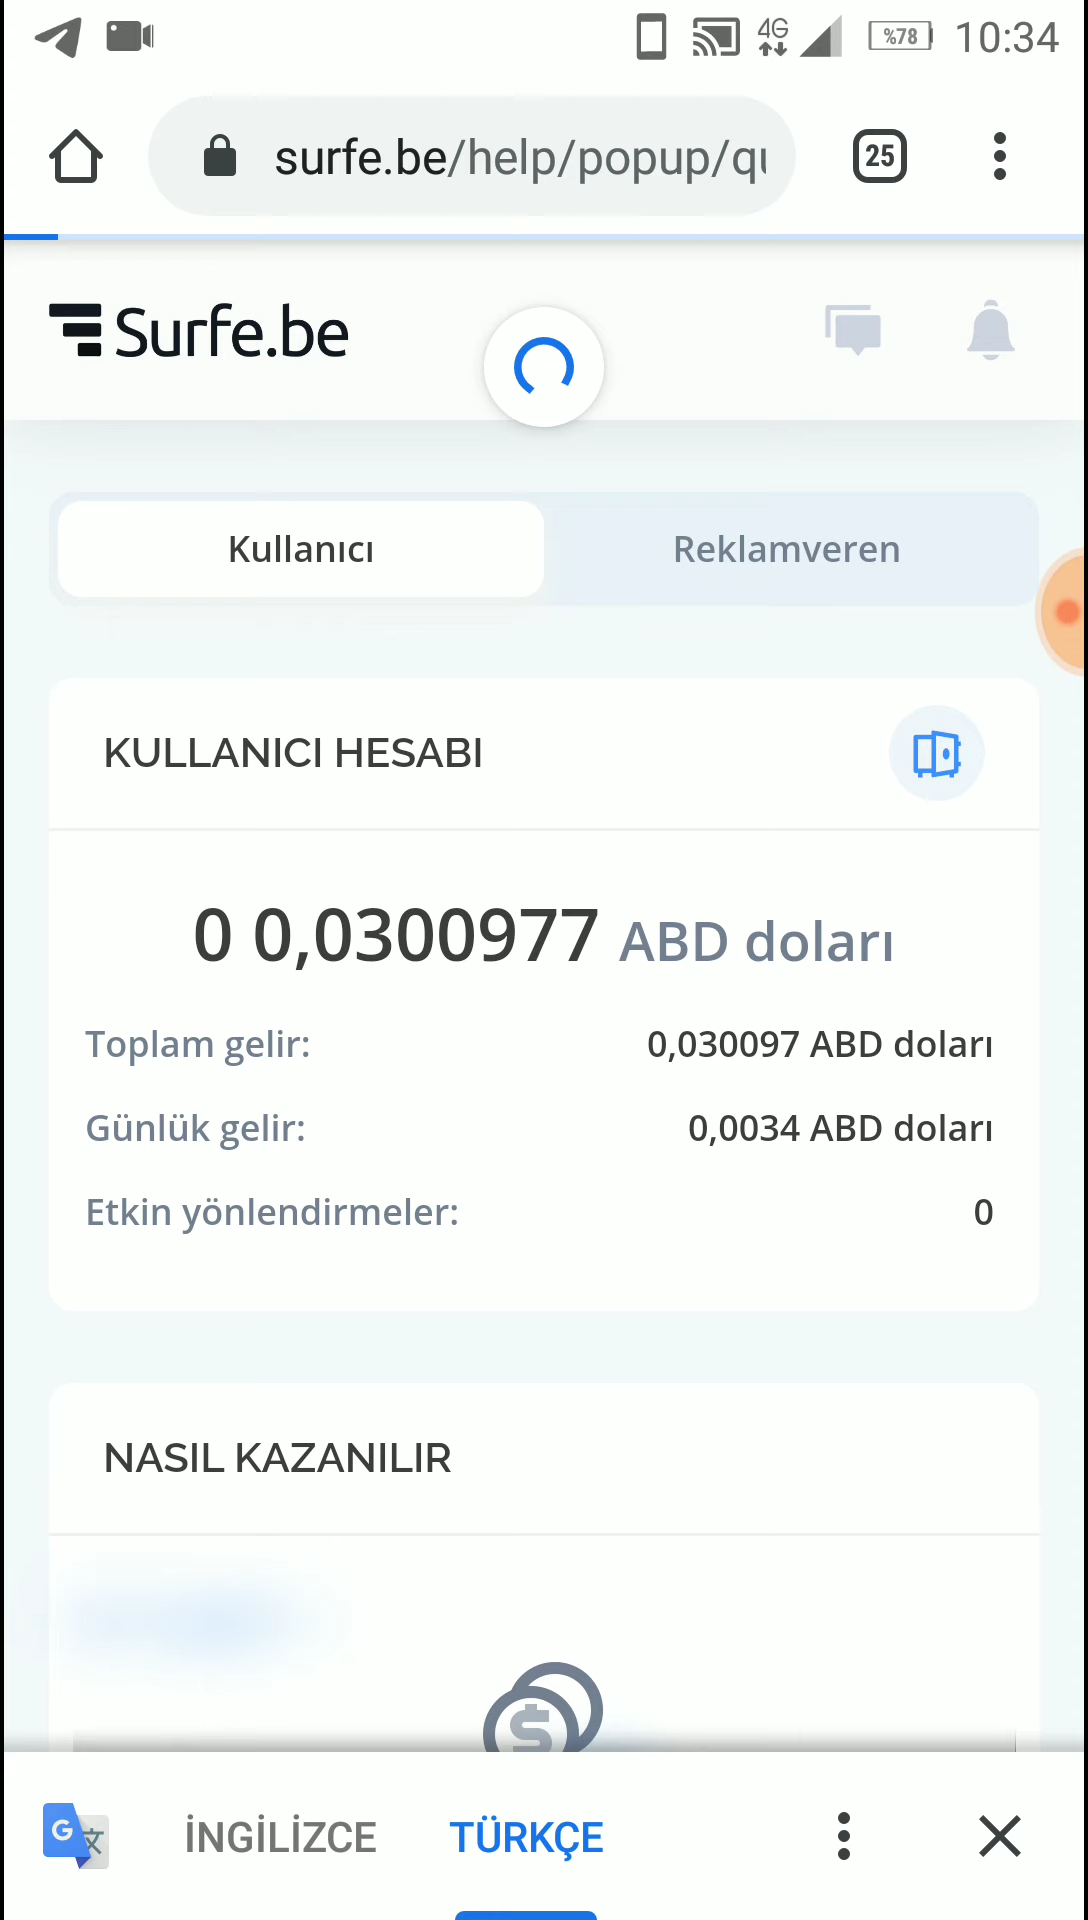 4G %78 10:34
surfe.be/help/popup/qu 25
Surfe.be
Kullanıcı Reklamveren
KULLANICI HESABI
0 0,0300977 ABD doları
Toplam gelir: 0,030097 ABD doları
Günlük gelir: 0,0034 ABD doları
Etkin yönlendirmeler: 0
NASIL KAZANILIR
İNGİLİZCE TÜRKÇE